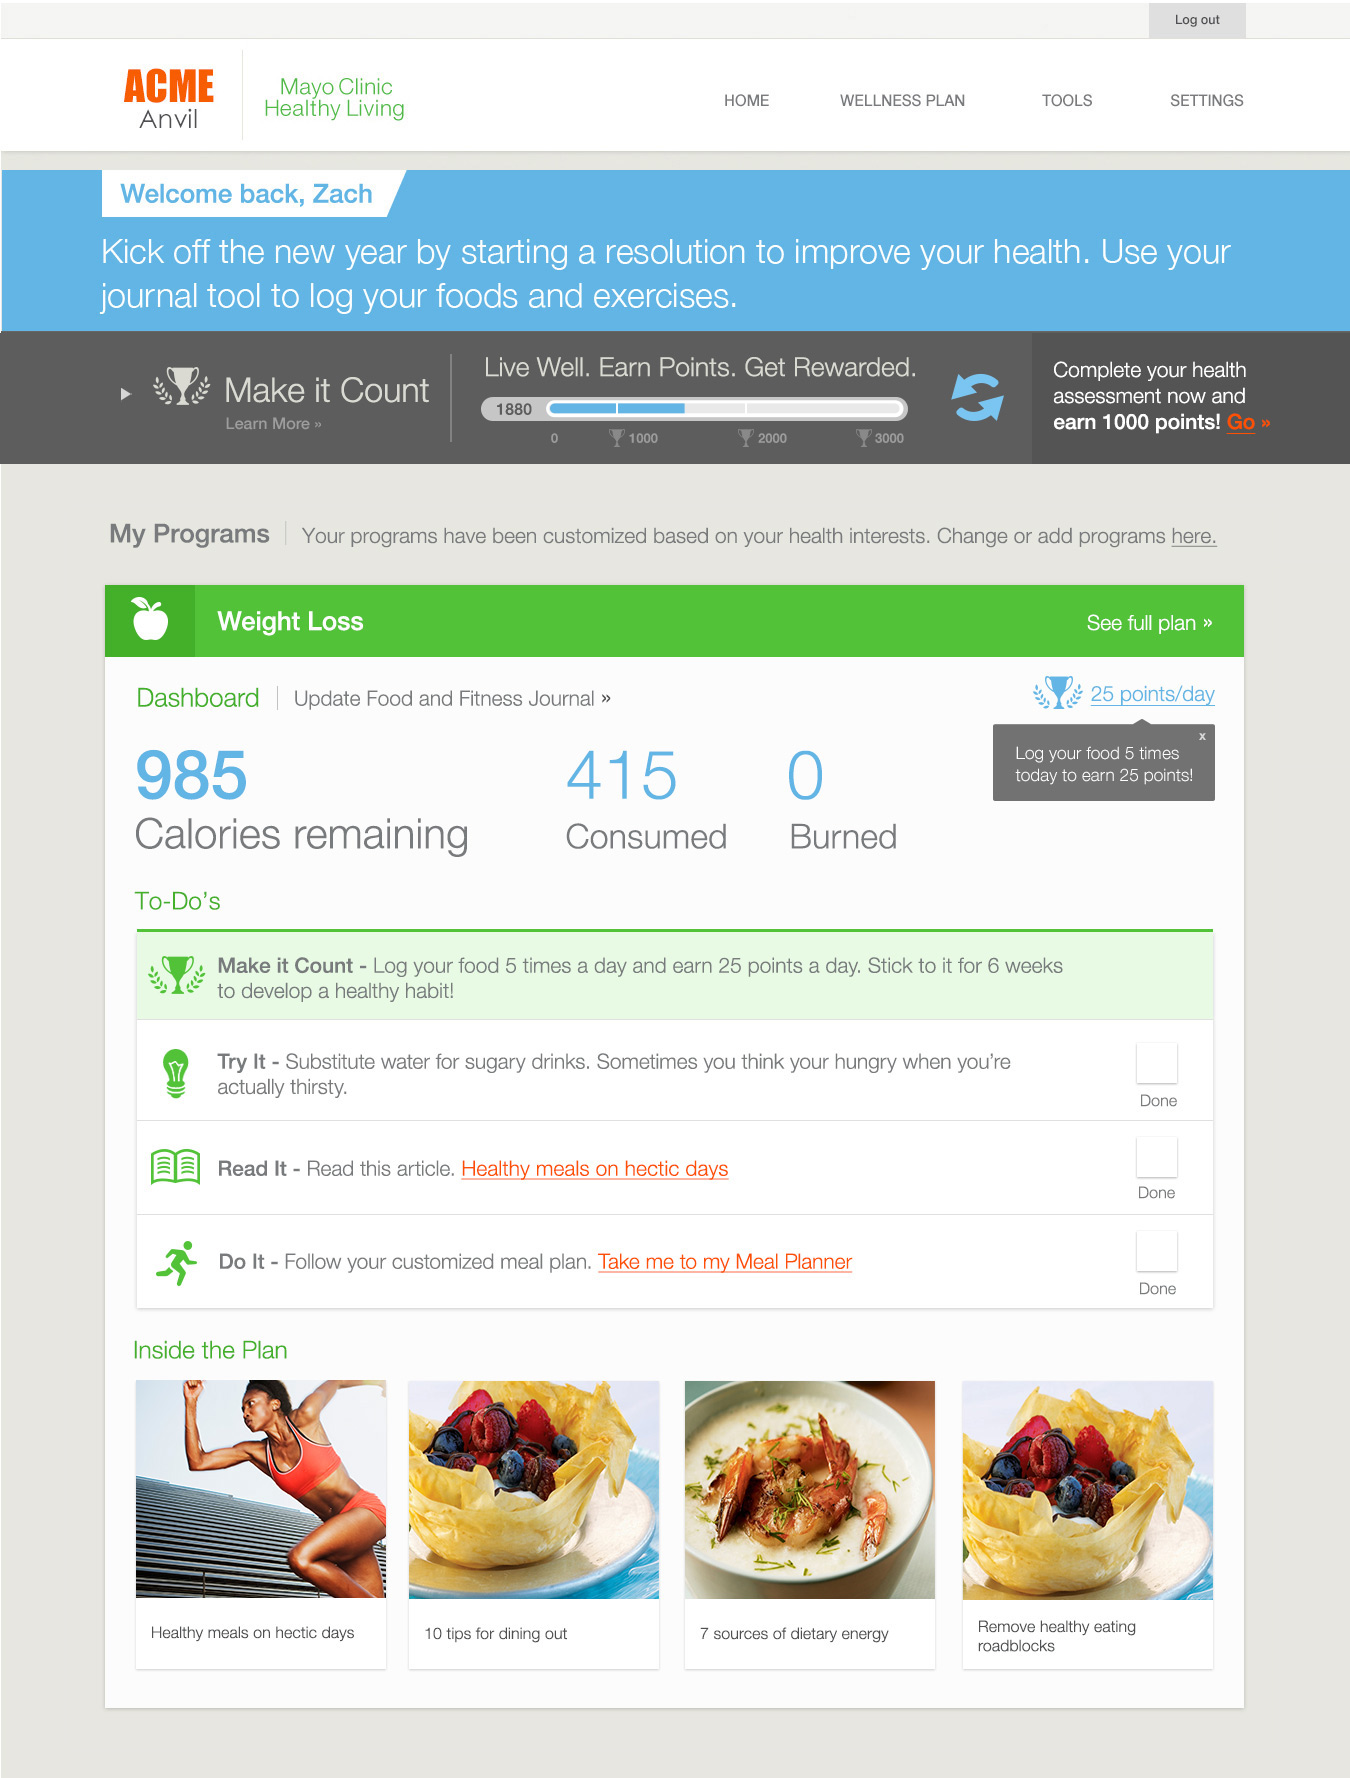 Log out
ACME
Anvil
Mayo Clinic
Healthy Living
HOME
WELLNESS PLAN
TOOLS
SETTINGS
Welcome back, Zach
Kick off the new year by starting a resolution to improve your health. Use your
journal tool to log your foods and exercises.
Make it Count
Learn More »
Live Well. Earn Points. Get Rewarded.
1880
0
1000
2000
3000
Complete your health
assessment now and
earn 1000 points! Go »
My Programs
Your programs have been customized based on your health interests. Change or add programs here.
Weight Loss
See full plan »
Dashboard
Update Food and Fitness Journal »
25 points/day
x
Log your food 5 times
today to earn 25 points!
985
Calories remaining
415
Consumed
0
Burned
To-Do’s
Make it Count - Log your food 5 times a day and earn 25 points a day. Stick to it for 6 weeks
to develop a healthy habit!
Try It - Substitute water for sugary drinks. Sometimes you think your hungry when you’re
actually thirsty.
Done
Read It - Read this article. Healthy meals on hectic days
Done
Do It - Follow your customized meal plan. Take me to my Meal Planner
Done
Inside the Plan
Healthy meals on hectic days
10 tips for dining out
7 sources of dietary energy
Remove healthy eating
roadblocks